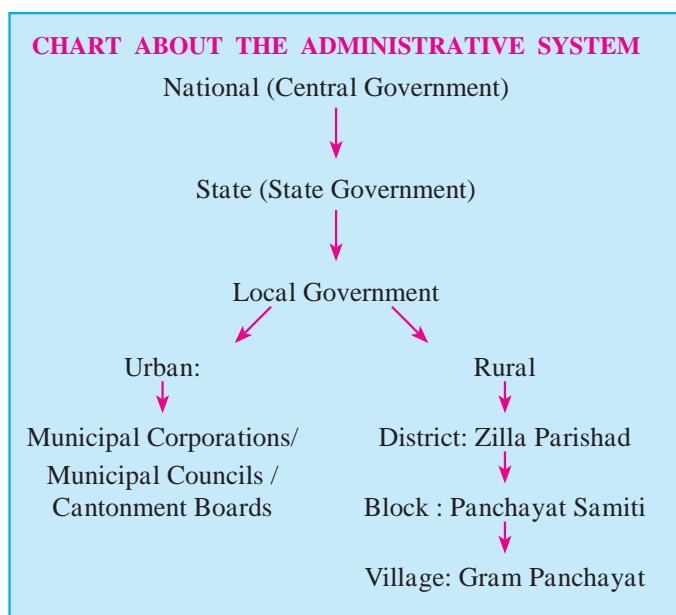 CHART ABOUT THE ADMINISTRATIVE SYSTEM
National (Central Government)
State (State Government)
Local Government
Urban:
Municipal Corporations/
Municipal Councils /
Cantonment Boards
Rural
District: Zilla Parishad
Block : Panchayat Samiti
Village: Gram Panchayat